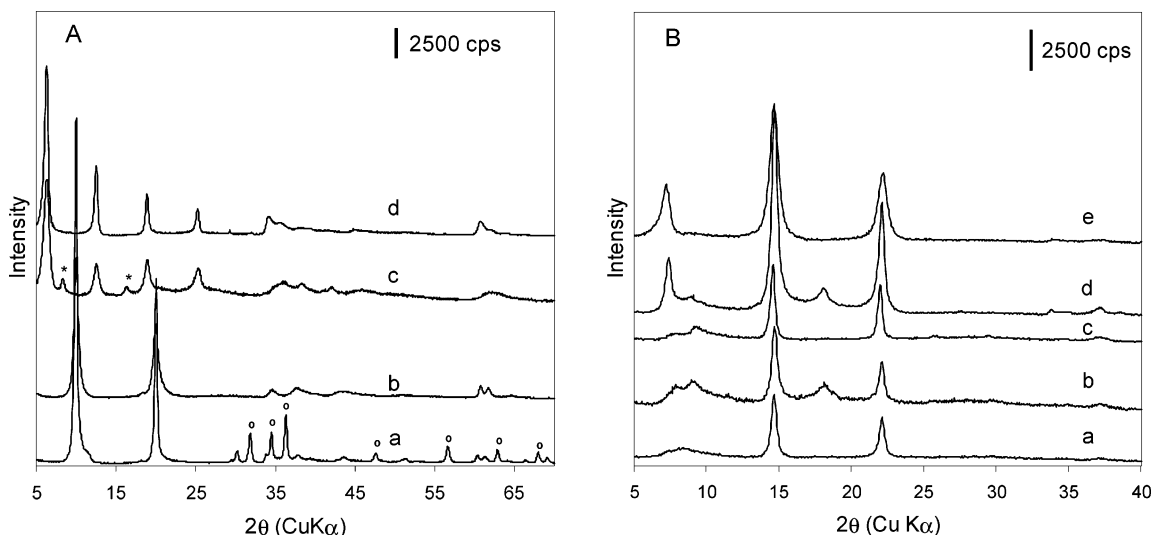 A
2500 cps
Intensity
d
* *
c
b
a
o o o o o o o
5 15 25 35 45 55 65
2θ (CuKα)
B
2500 cps
Intensity
e
d
c
b
a
5 10 15 20 25 30 35 40
2θ (Cu Kα)